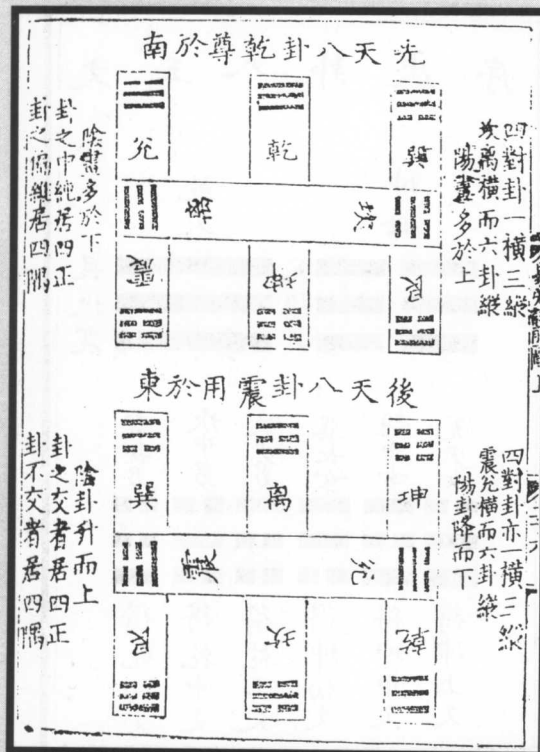 先天八卦乾尊於南
四對卦一橫三縱
坎離橫而六卦縱
陽畫多於上
巽
乾
兌
坎
離
艮
坤
震
陰畫多於下
卦之中純居四正
卦之偏雜居四隅
後天八卦震用於東
四對卦亦一橫三縱
震兌橫而六卦縱
陽卦降而下
坤
離
巽
兌
震
乾
坎
艮
陰卦升而上
卦之交者居四正
卦不交者居四隅